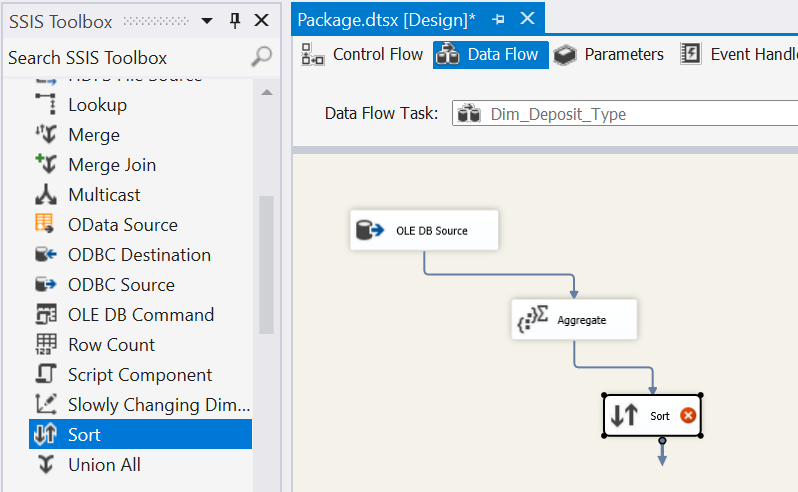 SSIS Toolbox
Search SSIS Toolbox
Lookup
Merge
Merge Join
Multicast
OData Source
ODBC Destination
ODBC Source
OLE DB Command
Row Count
Script Component
Slowly Changing Dim...
Sort
Union All
Package.dtsx [Design]*
Control Flow
Data Flow
Parameters
Event Handle
Data Flow Task:
Dim_Deposit_Type
OLE DB Source
Aggregate
Sort